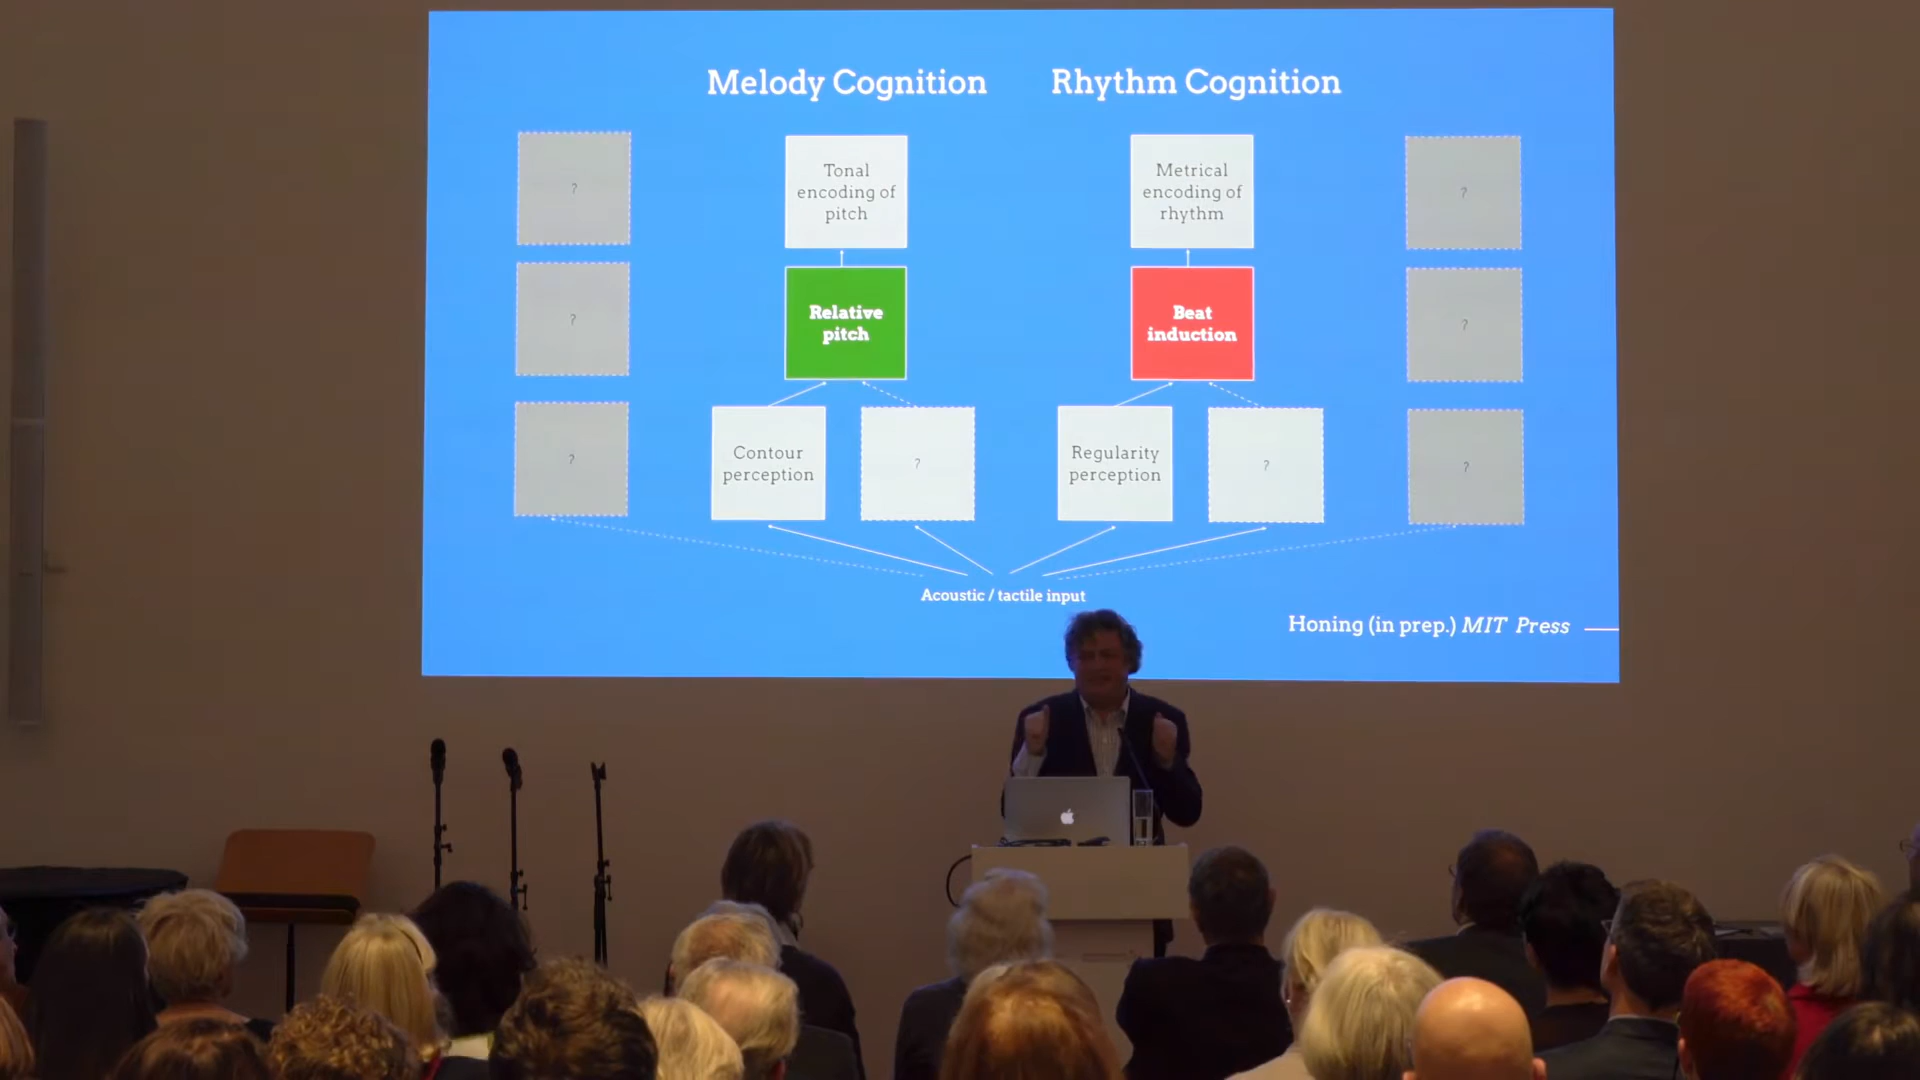 Melody Cognition
Rhythm Cognition
?
Tonal
encoding of
pitch
Metrical
encoding of
rhythm
?
?
Relative
pitch
Beat
induction
?
?
Contour
perception
?
Regularity
perception
?
?
Acoustic / tactile input
Honing (in prep.) MIT Press